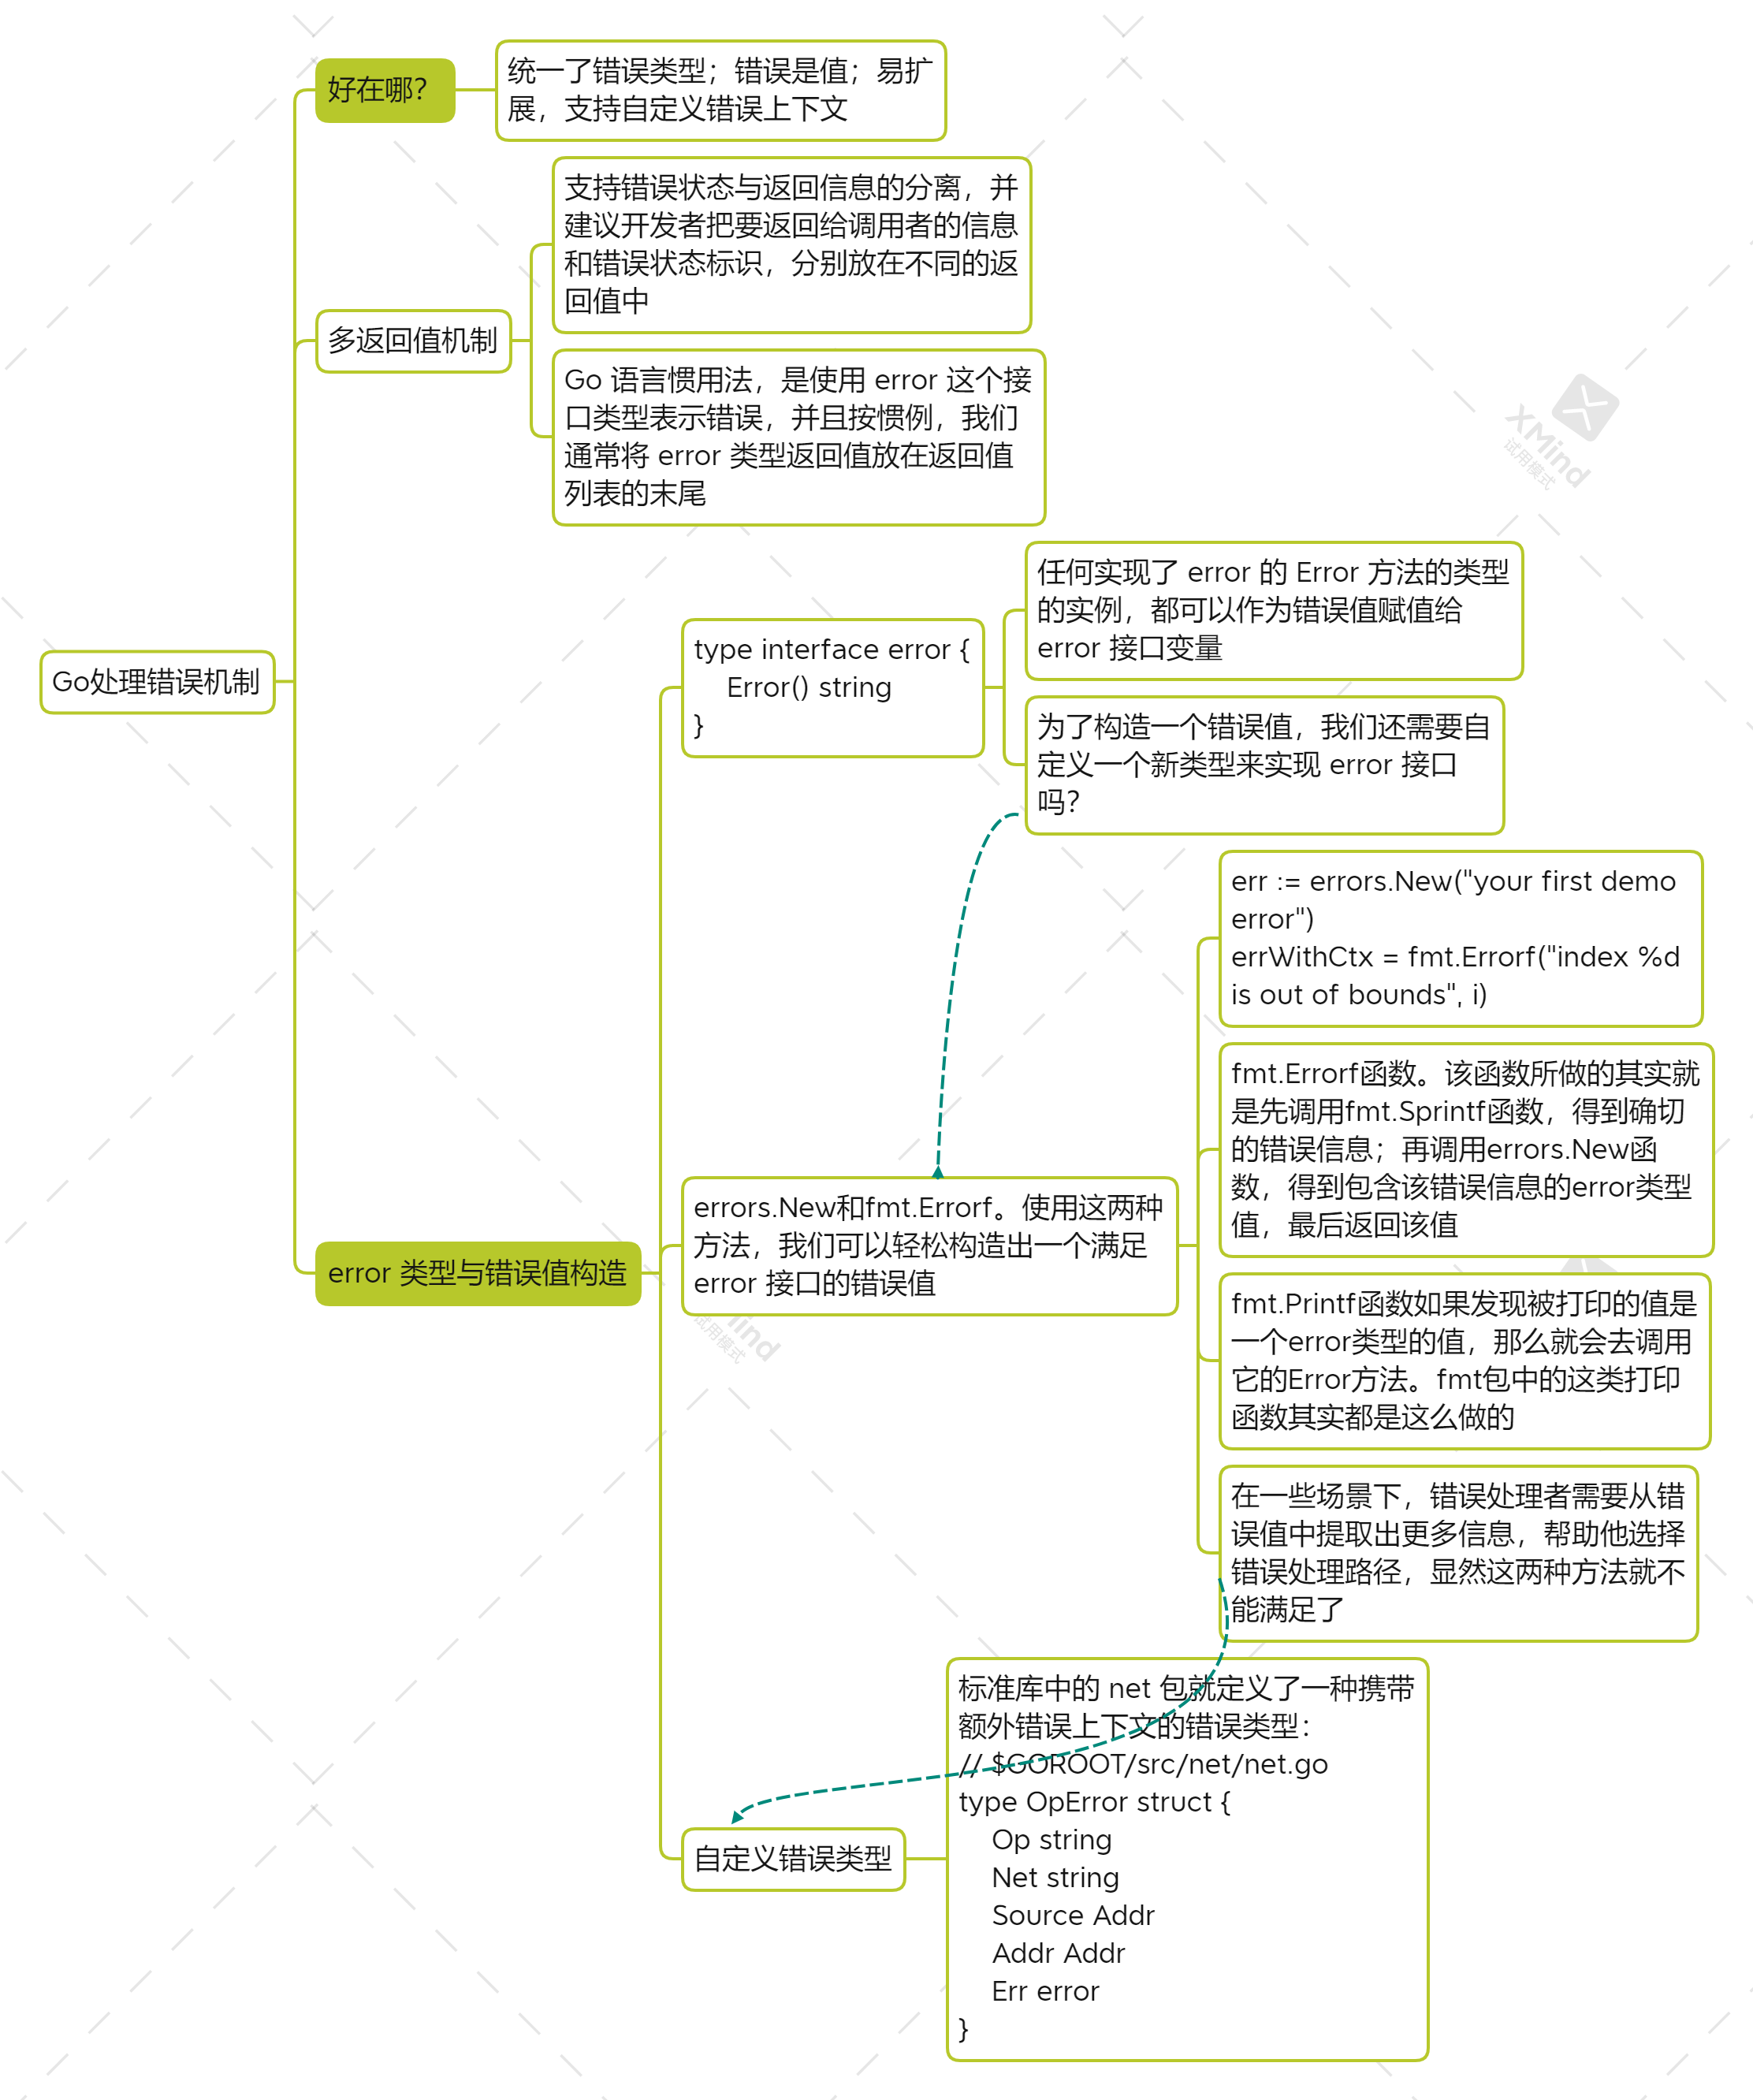 好在哪？
统一了错误类型；错误是值；易扩
展，支持自定义错误上下文
多返回值机制
支持错误状态与返回信息的分离，并
建议开发者把要返回给调用者的信息
和错误状态标识，分别放在不同的返
回值中
Go 语言惯用法，是使用 error 这个接
口类型表示错误，并且按惯例，我们
通常将 error 类型返回值放在返回值
列表的末尾
XMind
试用模式
Go处理错误机制
type interface error {
    Error() string
}
任何实现了 error 的 Error 方法的类型
的实例，都可以作为错误值赋值给
error 接口变量
为了构造一个错误值，我们还需要自
定义一个新类型来实现 error 接口
吗？
error 类型与错误值构造
errors.New和fmt.Errorf。使用这两种
方法，我们可以轻松构造出一个满足
error 接口的错误值
err := errors.New("your first demo
error")
errWithCtx = fmt.Errorf("index %d
is out of bounds", i)
fmt.Errorf函数。该函数所做的其实就
是先调用fmt.Sprintf函数，得到确切
的错误信息；再调用errors.New函
数，得到包含该错误信息的error类型
值，最后返回该值
fmt.Printf函数如果发现被打印的值是
一个error类型的值，那么就会去调用
它的Error方法。fmt包中的这类打印
函数其实都是这么做的
在一些场景下，错误处理者需要从错
误值中提取出更多信息，帮助他选择
错误处理路径，显然这两种方法就不
能满足了
试用模式
自定义错误类型
标准库中的 net 包就定义了一种携带
额外错误上下文的错误类型：
// $GOROOT/src/net/net.go
type OpError struct {
    Op string
    Net string
    Source Addr
    Addr Addr
    Err error
}